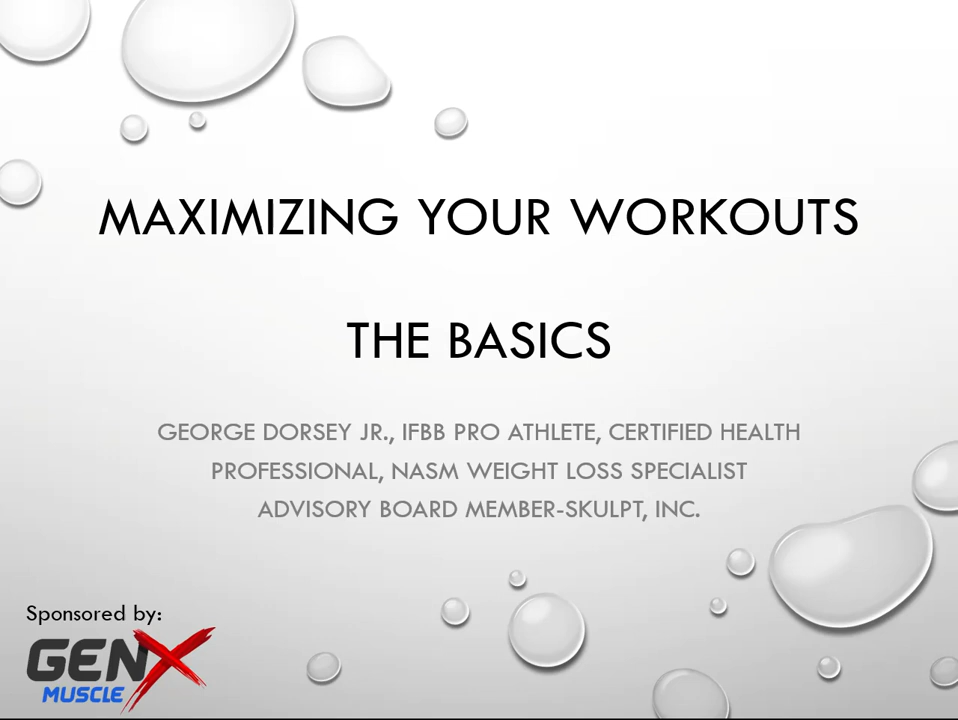 MAXIMIZING YOUR WORKOUTS
THE BASICS
GEORGE DORSEY JR., IFBB PRO ATHLETE, CERTIFIED HEALTH
PROFESSIONAL, NASM WEIGHT LOSS SPECIALIST
ADVISORY BOARD MEMBER-SKULPT, INC.
Sponsored by:
GENX
MUSCLE